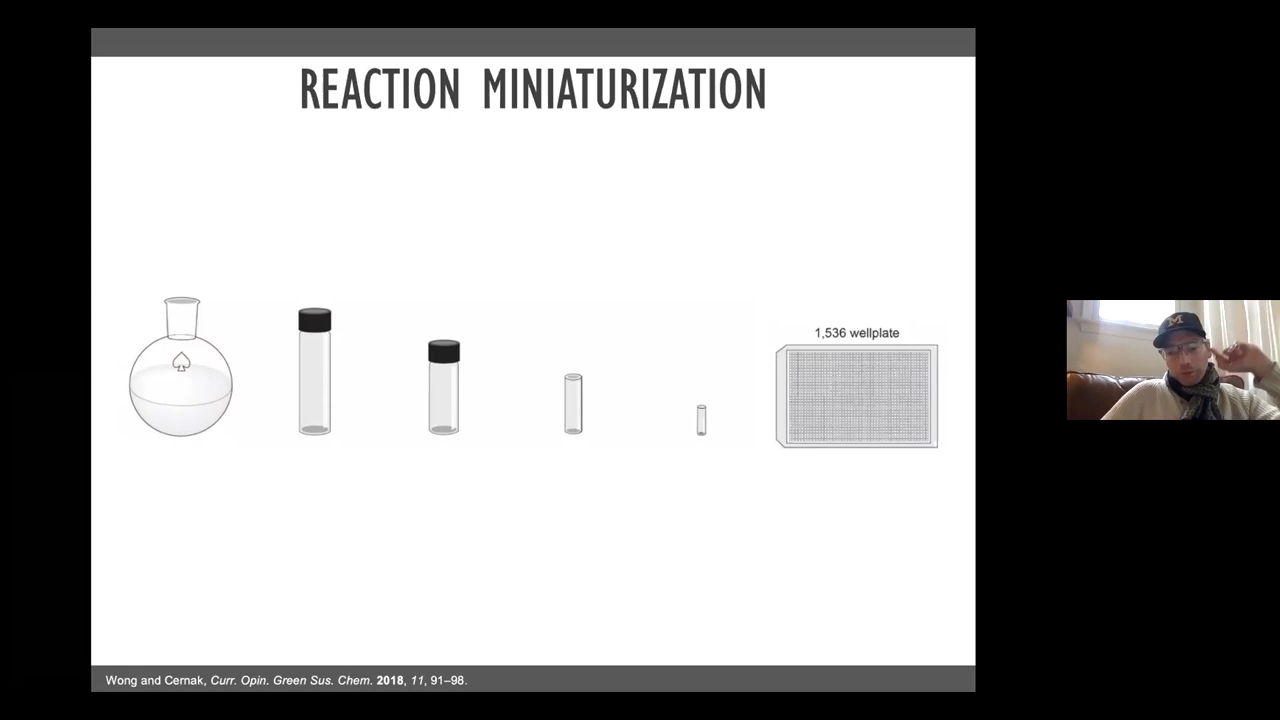 REACTION MINIATURIZATION
1,536 wellplate
M
Wong and Cernak, Curr. Opin. Green Sus. Chem. 2018, 11, 91–98.